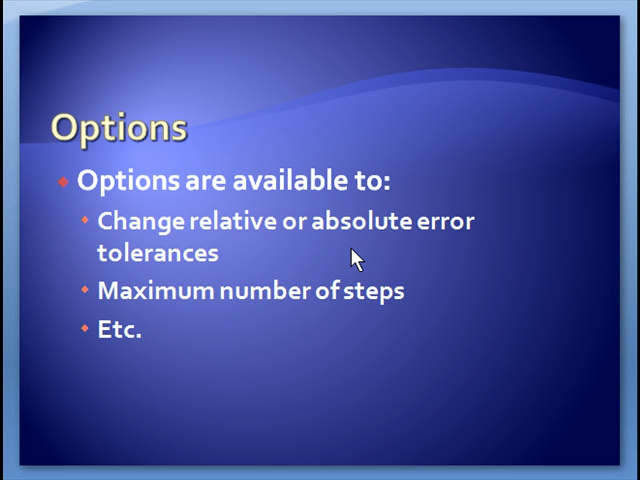 Options
Options are available to:
Change relative or absolute error
tolerances
Maximum number of steps
Etc.